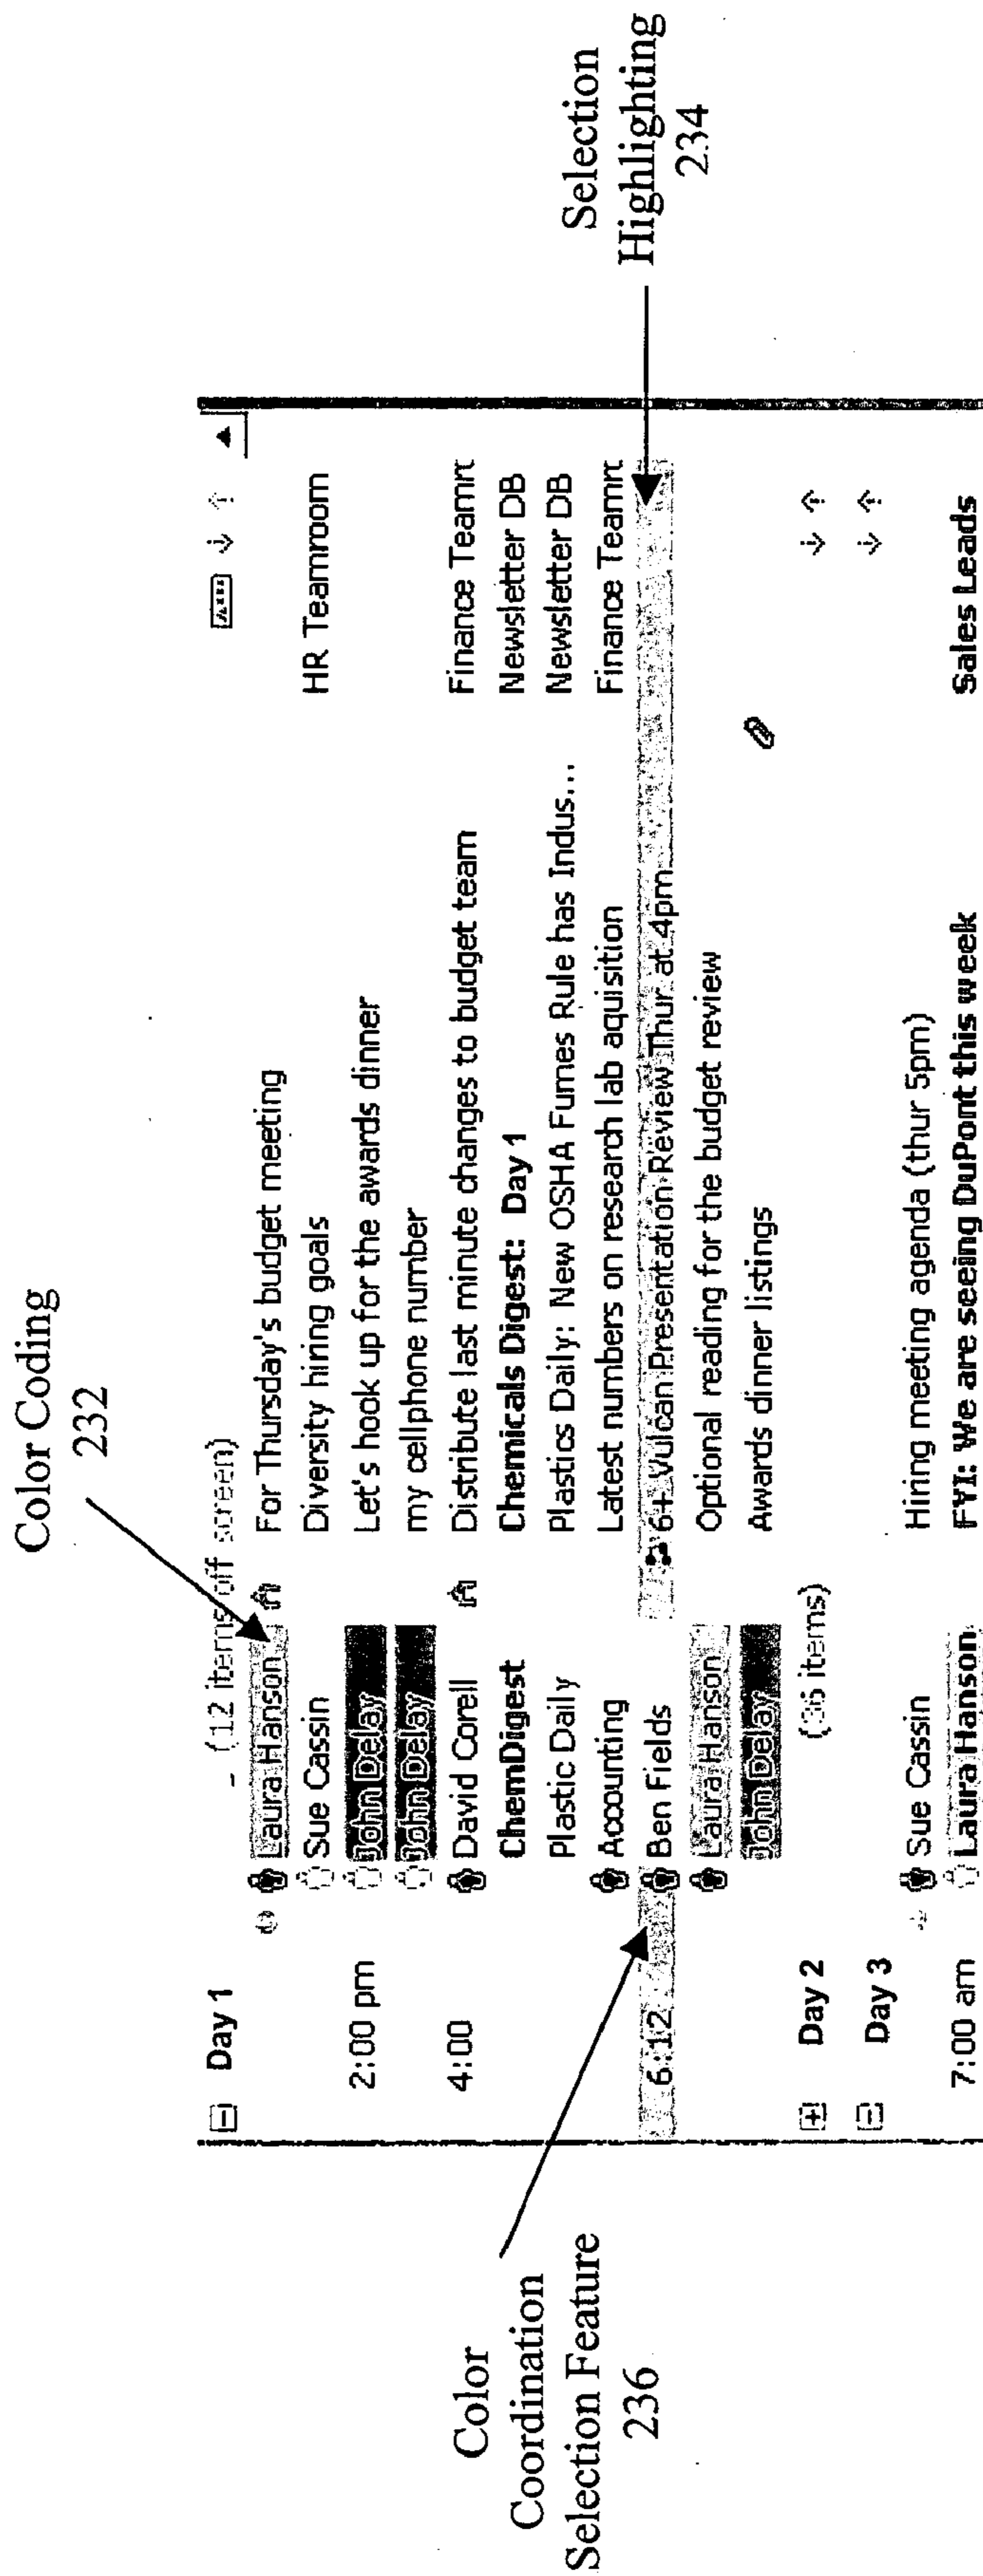 Color Coding
232
Day 1 – (12 items off screen)
Laura Hanson For Thursday's budget meeting
Sue Cassin Diversity hiring goals HR Teamroom
2:00 pm John Delay Let's hook up for the awards dinner
John Delay my cellphone number
4:00 David Corell Distribute last minute changes to budget team Finance Teamr
ChemDigest Chemicals Digest: Day 1 Newsletter DB
Plastic Daily Plastics Daily: New OSHA Fumes Rule has Indus... Newsletter DB
Accounting Latest numbers on research lab aquisition Finance Teamr
6:12 Ben Fields 6+ Vulcan Presentation Review Thur at 4pm
Laura Hanson Optional reading for the budget review
John Delay Awards dinner listings
Day 2 (36 items)
Day 3
Sue Cassin Hiring meeting agenda (thur 5pm)
7:00 am Laura Hanson FYI: We are seeing DuPont this week Sales Leads
Color
Coordination
Selection Feature
236
Selection
Highlighting
234